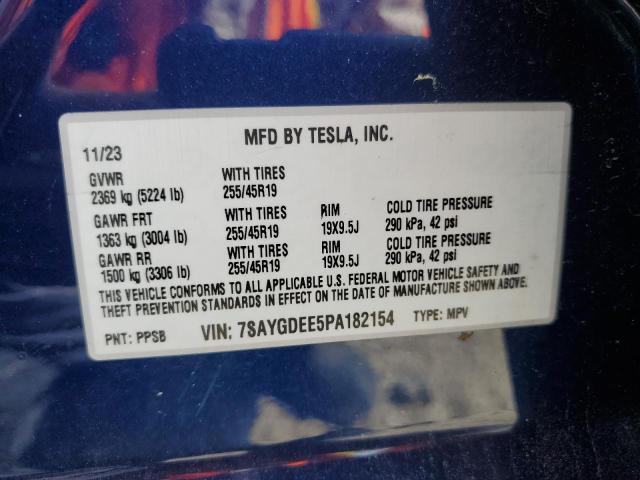 MFD BY TESLA, INC.
11/23
GVWR WITH TIRES
2369 kg (5224 lb) 255/45R19
GAWR FRT WITH TIRES RIM COLD TIRE PRESSURE
1363 kg (3004 lb) 255/45R19 19X9.5J 290 kPa, 42 psi
GAWR RR WITH TIRES RIM COLD TIRE PRESSURE
1500 kg (3306 lb) 255/45R19 19X9.5J 290 kPa, 42 psi
THIS VEHICLE CONFORMS TO ALL APPLICABLE U.S. FEDERAL MOTOR VEHICLE SAFETY AND
THEFT PREVENTION STANDARDS IN EFFECT ON THE DATE OF MANUFACTURE SHOWN ABOVE.
PNT: PPSB VIN: 7SAYGDEE5PA182154 TYPE: MPV